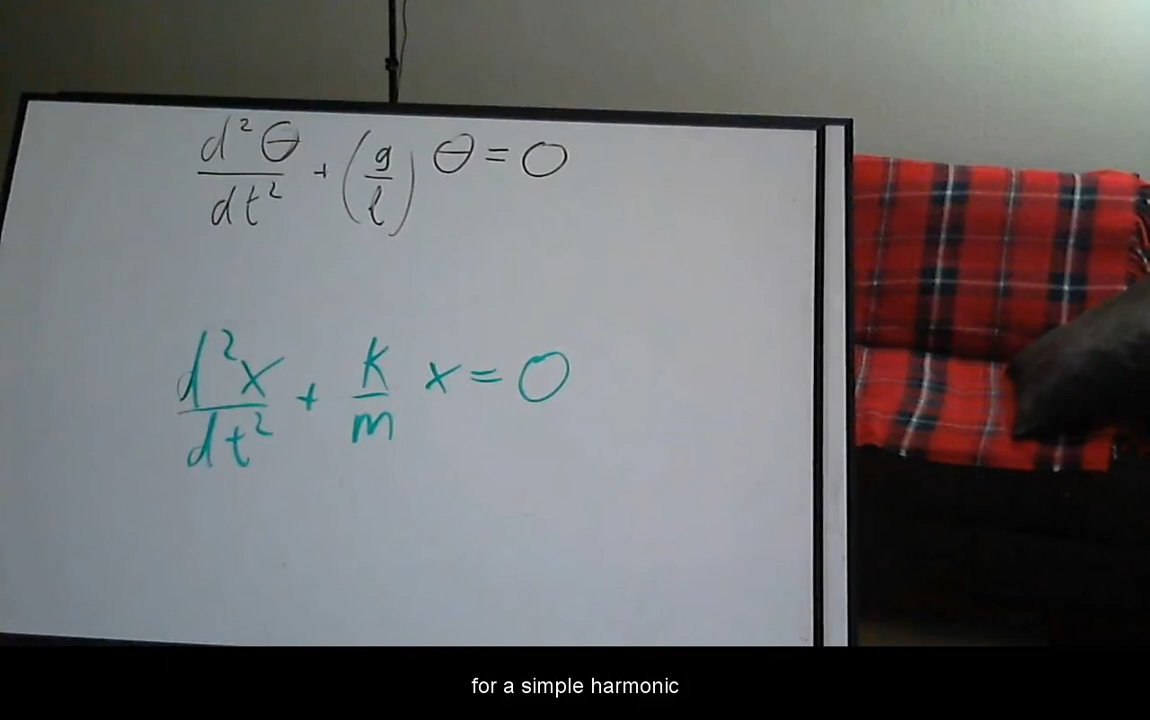 d²θ/dt² + (g/l) θ = 0
d²x/dt² + k/m x = 0
for a simple harmonic